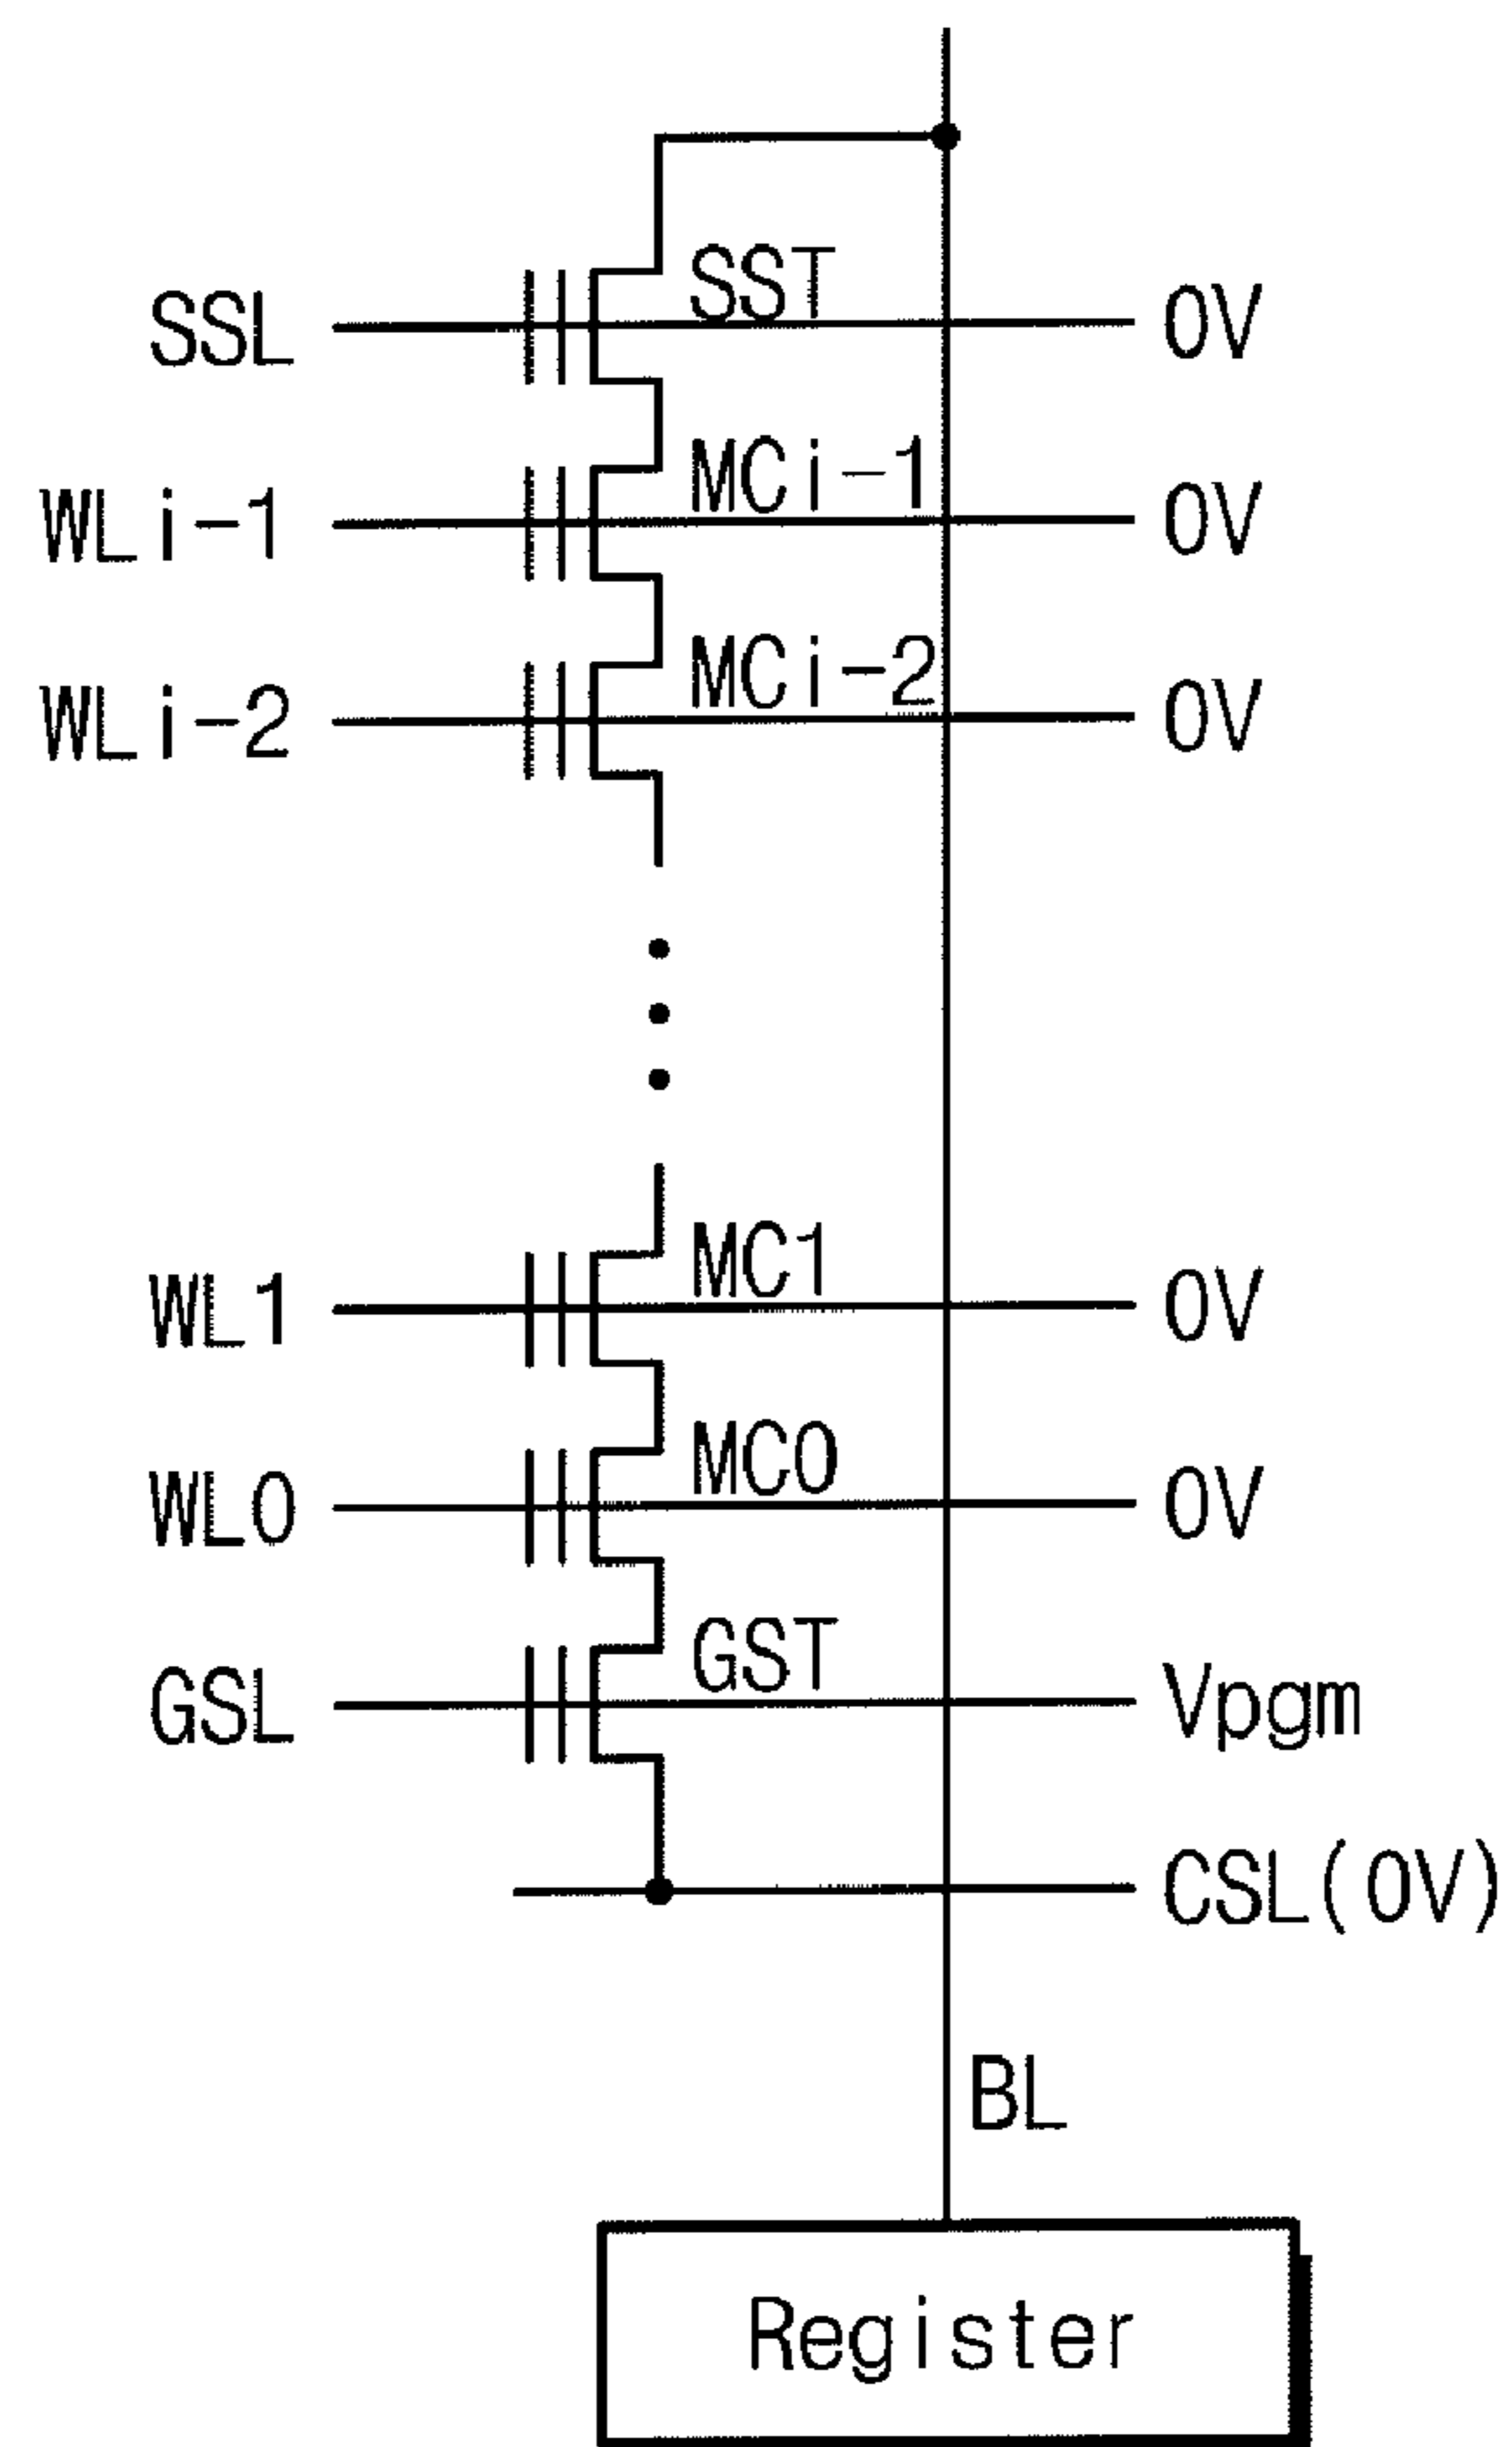 SSL SST 0V
WLi-1 MCi-1 0V
WLi-2 MCi-2 0V
WL1 MC1 0V
WL0 MC0 0V
GSL GST Vpgm
CSL(0V)
BL
Register